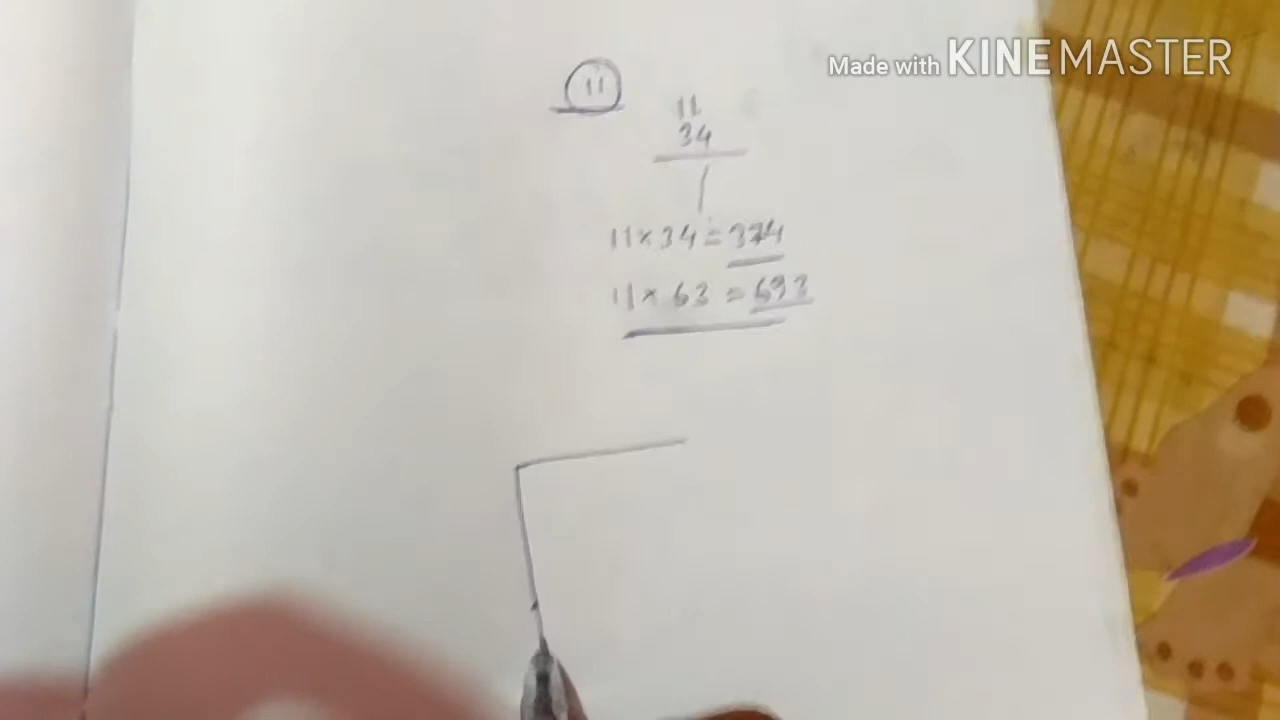 Made with KINEMASTER
11
11
34
11 × 34 = 374
11 × 63 = 693